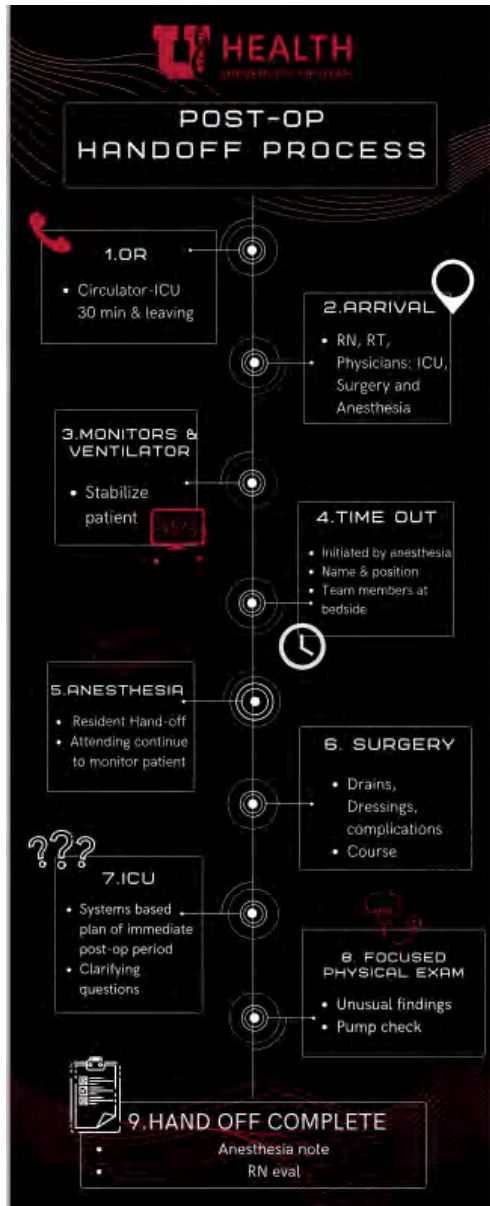 HEALTH
UNIVERSITY OF UTAH
POST-OP
HANDOFF PROCESS
1.OR
• Circulator-ICU
30 min & leaving
2.ARRIVAL
• RN, RT,
Physicians: ICU,
Surgery and
Anesthesia
3.MONITORS &
VENTILATOR
• Stabilize
patient
4.TIME OUT
• Initiated by anesthesia
• Name & position
• Team members at
bedside
5.ANESTHESIA
• Resident Hand-off
• Attending continue
to monitor patient
6. SURGERY
• Drains,
Dressings,
complications
• Course
???
7.ICU
• Systems based
plan of immediate
post-op period
• Clarifying
questions
8. FOCUSED
PHYSICAL EXAM
• Unusual findings
• Pump check
9.HAND OFF COMPLETE
• Anesthesia note
• RN eval